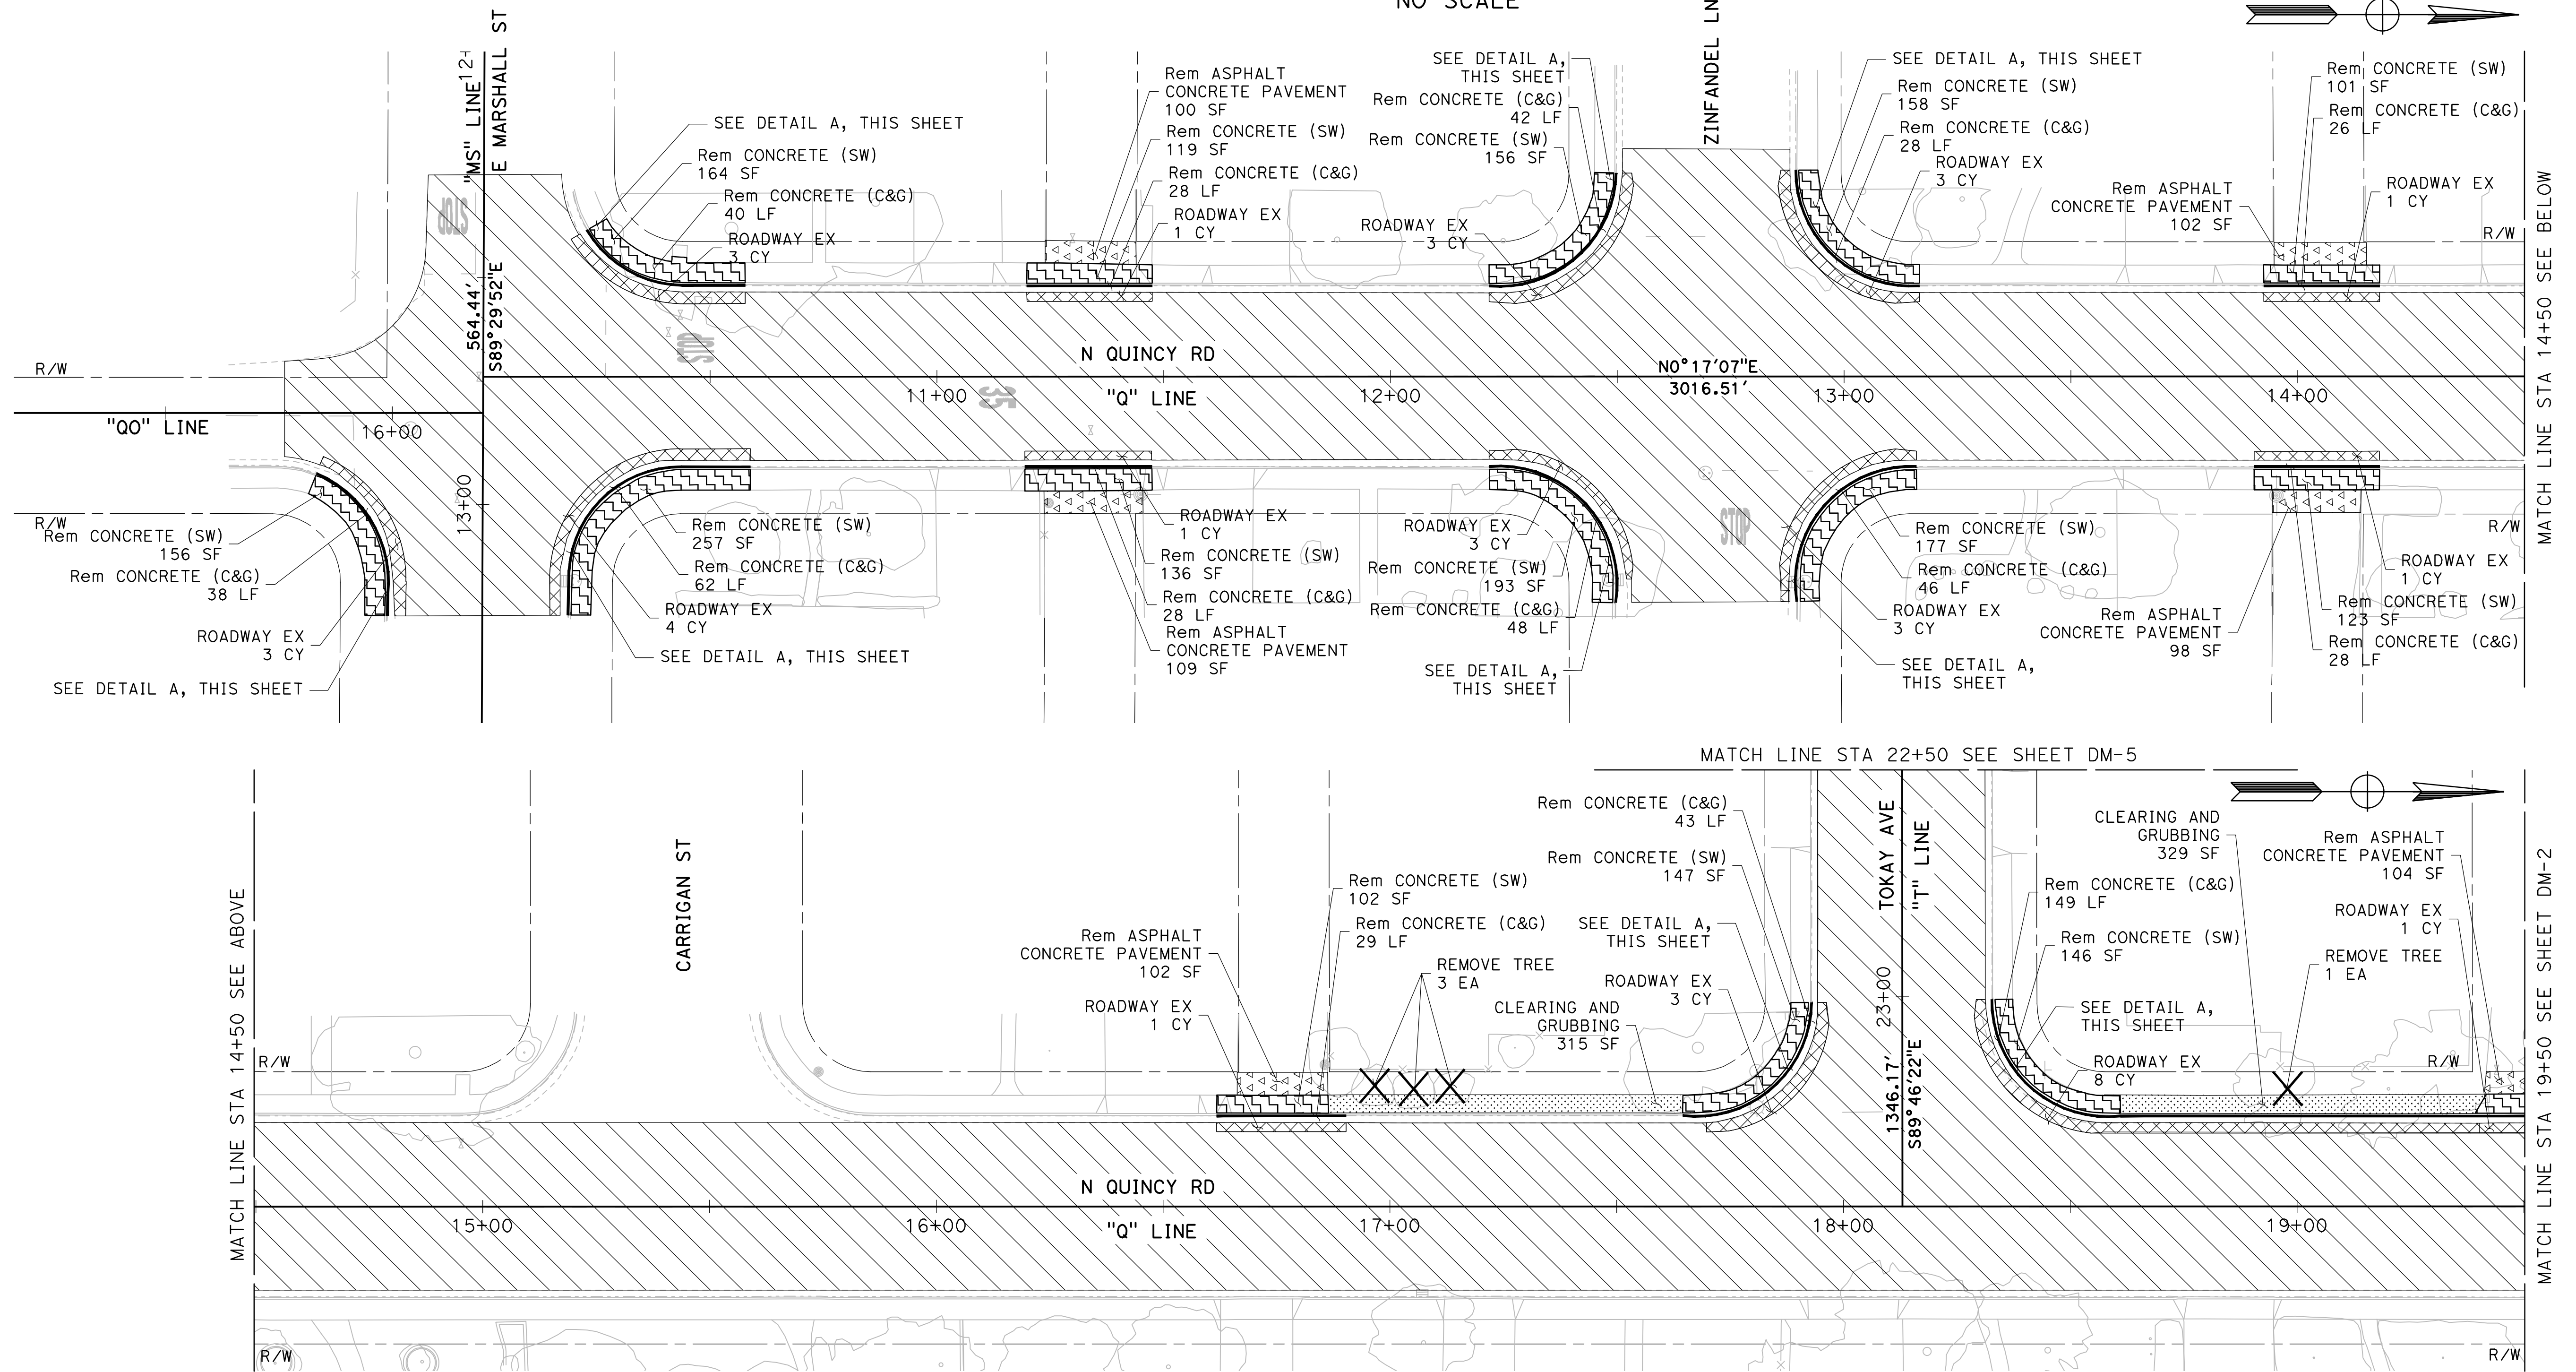 NO SCALE
"MS" LINE
12+
E MARSHALL ST
564.44'
S89°29'52"E
STOP
SEE DETAIL A, THIS SHEET
Rem CONCRETE (SW)
164 SF
Rem CONCRETE (C&G)
40 LF
ROADWAY EX
3 CY
STOP
Rem ASPHALT
CONCRETE PAVEMENT
100 SF
Rem CONCRETE (SW)
119 SF
Rem CONCRETE (C&G)
28 LF
ROADWAY EX
1 CY
SEE DETAIL A,
THIS SHEET
Rem CONCRETE (C&G)
42 LF
Rem CONCRETE (SW)
156 SF
ROADWAY EX
3 CY
ZINFANDEL LN
SEE DETAIL A, THIS SHEET
Rem CONCRETE (SW)
158 SF
Rem CONCRETE (C&G)
28 LF
ROADWAY EX
3 CY
Rem ASPHALT
CONCRETE PAVEMENT
102 SF
Rem CONCRETE (SW)
101 SF
Rem CONCRETE (C&G)
26 LF
ROADWAY EX
1 CY
R/W
MATCH LINE STA 14+50 SEE BELOW
R/W
"QO" LINE
16+00
N QUINCY RD
11+00
35
"Q" LINE
12+00
N0°17'07"E
3016.51'
13+00
14+00
R/W
Rem CONCRETE (SW)
156 SF
Rem CONCRETE (C&G)
38 LF
ROADWAY EX
3 CY
SEE DETAIL A, THIS SHEET
13+00
Rem CONCRETE (SW)
257 SF
Rem CONCRETE (C&G)
62 LF
ROADWAY EX
4 CY
SEE DETAIL A, THIS SHEET
ROADWAY EX
1 CY
Rem CONCRETE (SW)
136 SF
Rem CONCRETE (C&G)
28 LF
Rem ASPHALT
CONCRETE PAVEMENT
109 SF
ROADWAY EX
3 CY
Rem CONCRETE (SW)
193 SF
Rem CONCRETE (C&G)
48 LF
SEE DETAIL A,
THIS SHEET
STOP
Rem CONCRETE (SW)
177 SF
Rem CONCRETE (C&G)
46 LF
ROADWAY EX
3 CY
SEE DETAIL A,
THIS SHEET
Rem ASPHALT
CONCRETE PAVEMENT
98 SF
R/W
ROADWAY EX
1 CY
Rem CONCRETE (SW)
123 SF
Rem CONCRETE (C&G)
28 LF
MATCH LINE STA 22+50 SEE SHEET DM-5
MATCH LINE STA 14+50 SEE ABOVE
R/W
CARRIGAN ST
Rem ASPHALT
CONCRETE PAVEMENT
102 SF
ROADWAY EX
1 CY
Rem CONCRETE (SW)
102 SF
Rem CONCRETE (C&G)
29 LF
REMOVE TREE
3 EA
CLEARING AND
GRUBBING
315 SF
Rem CONCRETE (C&G)
43 LF
Rem CONCRETE (SW)
147 SF
SEE DETAIL A,
THIS SHEET
ROADWAY EX
3 CY
TOKAY AVE
"T" LINE
23+00
1346.17'
S89°46'22"E
CLEARING AND
GRUBBING
329 SF
Rem CONCRETE (C&G)
149 LF
Rem CONCRETE (SW)
146 SF
SEE DETAIL A,
THIS SHEET
ROADWAY EX
8 CY
Rem ASPHALT
CONCRETE PAVEMENT
104 SF
ROADWAY EX
1 CY
REMOVE TREE
1 EA
R/W
MATCH LINE STA 19+50 SEE SHEET DM-2
N QUINCY RD
15+00
16+00
"Q" LINE
17+00
18+00
19+00
R/W
R/W